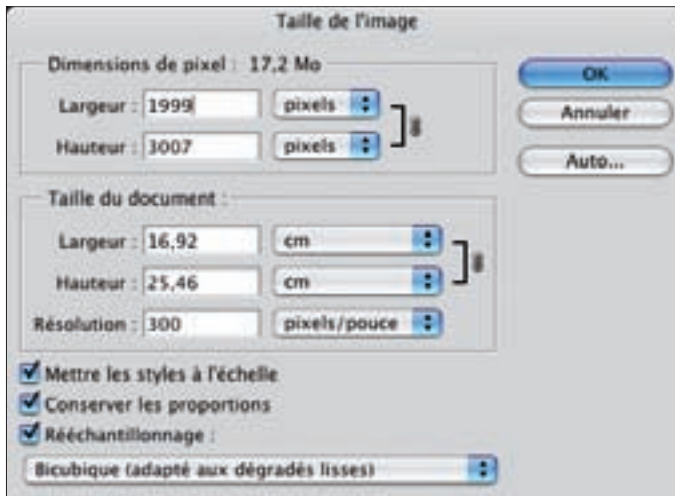 Taille de l'image
Dimensions de pixel : 17,2 Mo
Largeur : 1999 pixels
Hauteur : 3007 pixels
OK
Annuler
Auto...
Taille du document :
Largeur : 16,92 cm
Hauteur : 25,46 cm
Résolution : 300 pixels/pouce
Mettre les styles à l'échelle
Conserver les proportions
Rééchantillonnage :
Bicubique (adapté aux dégradés lisses)